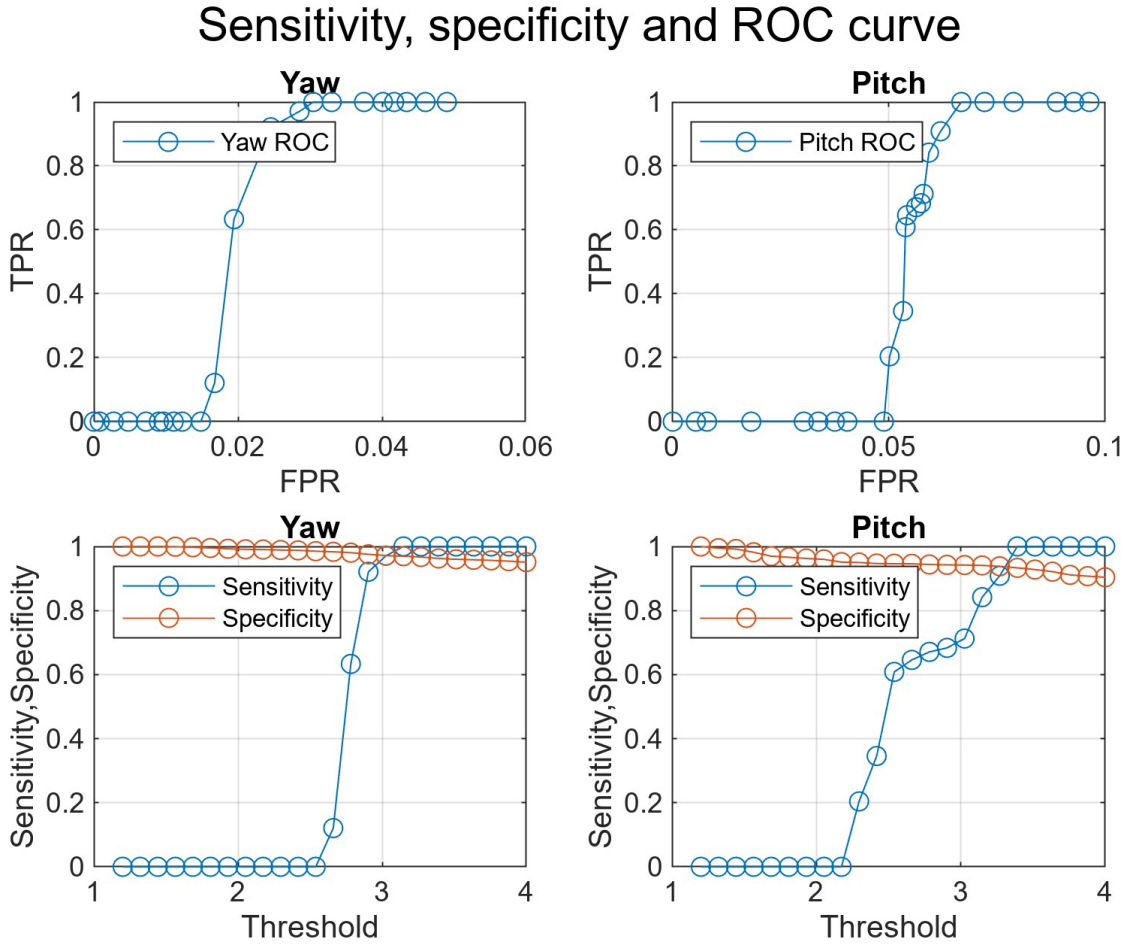 Sensitivity, specificity and ROC curve
Yaw
1
0.8
0.6
0.4
0.2
0
TPR
Yaw ROC
0
0.02
0.04
0.06
FPR
Pitch
1
0.8
0.6
0.4
0.2
0
TPR
Pitch ROC
0
0.05
0.1
FPR
Yaw
1
0.8
0.6
0.4
0.2
0
Sensitivity,Specificity
Sensitivity
Specificity
1
2
3
4
Threshold
Pitch
1
0.8
0.6
0.4
0.2
0
Sensitivity,Specificity
Sensitivity
Specificity
1
2
3
4
Threshold